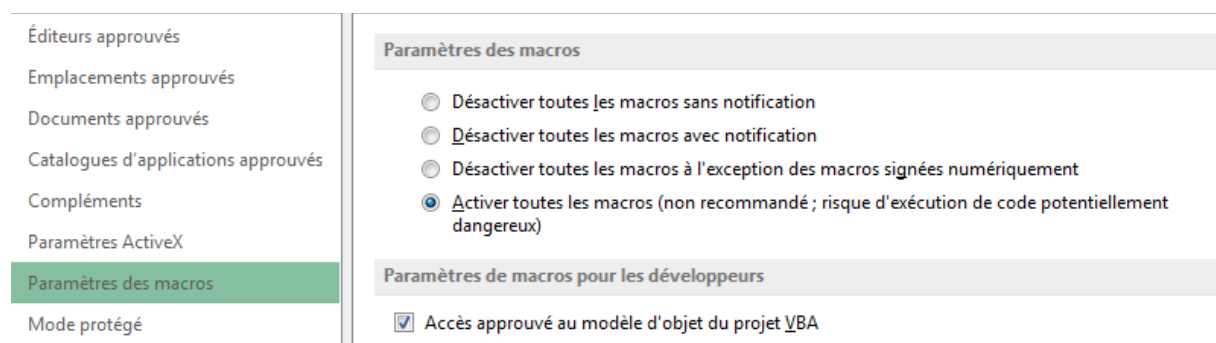 Éditeurs approuvés
Emplacements approuvés
Documents approuvés
Catalogues d'applications approuvés
Compléments
Paramètres ActiveX
Paramètres des macros
Mode protégé
Paramètres des macros
Désactiver toutes les macros sans notification
Désactiver toutes les macros avec notification
Désactiver toutes les macros à l'exception des macros signées numériquement
Activer toutes les macros (non recommandé ; risque d'exécution de code potentiellement
dangereux)
Paramètres de macros pour les développeurs
Accès approuvé au modèle d'objet du projet VBA